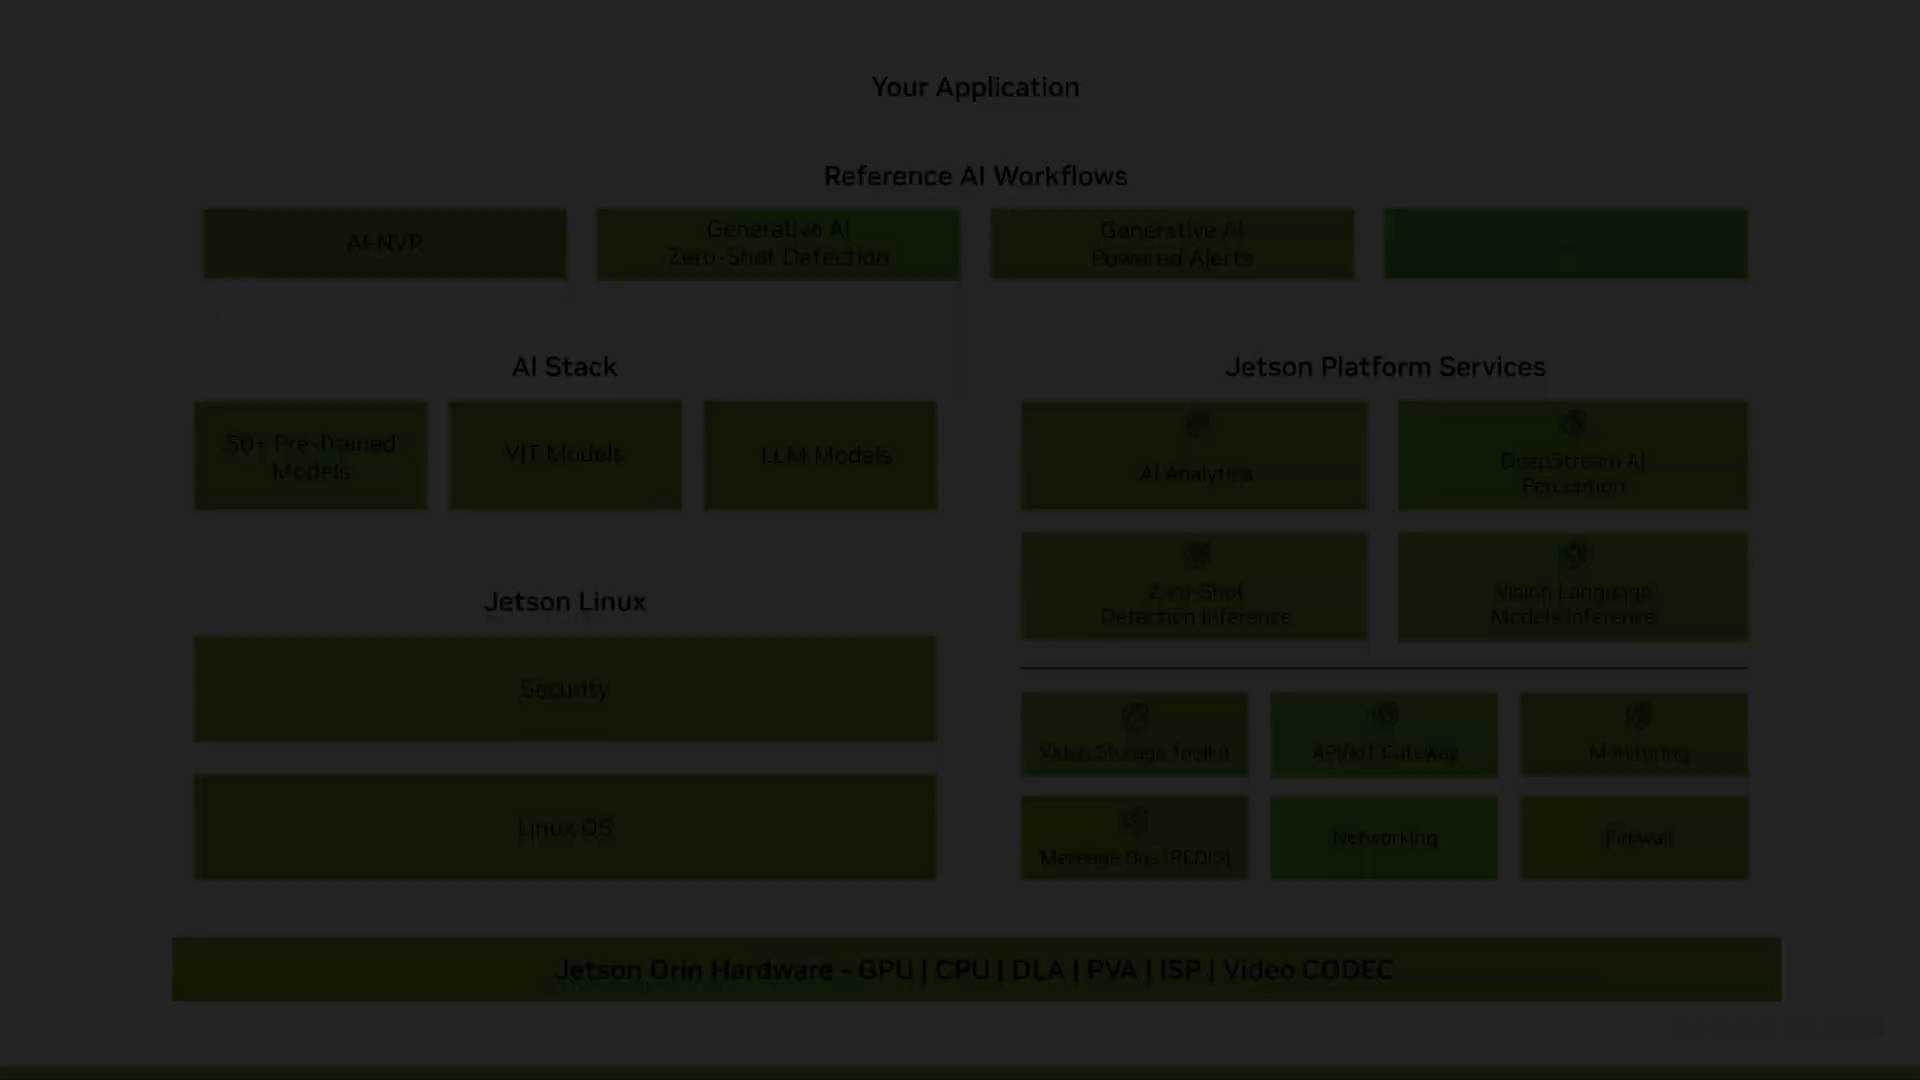 Your Application
Reference AI Workflows
AI-NVR
Generative AI
Zero-Shot Detection
Generative AI
Powered Alerts
AI Stack
50+ Pre-Trained
Models
ViT Models
LLM Models
Jetson Linux
Security
Linux OS
Jetson Platform Services
AI Analytics
DeepStream AI
Perception
Zero-Shot
Detection Inference
Vision Language
Models Inference
Video Storage Toolkit
API/IoT Gateway
Monitoring
Message Bus (REDIS)
Networking
Firewall
Jetson Orin Hardware - GPU | CPU | DLA | PVA | ISP | Video CODEC